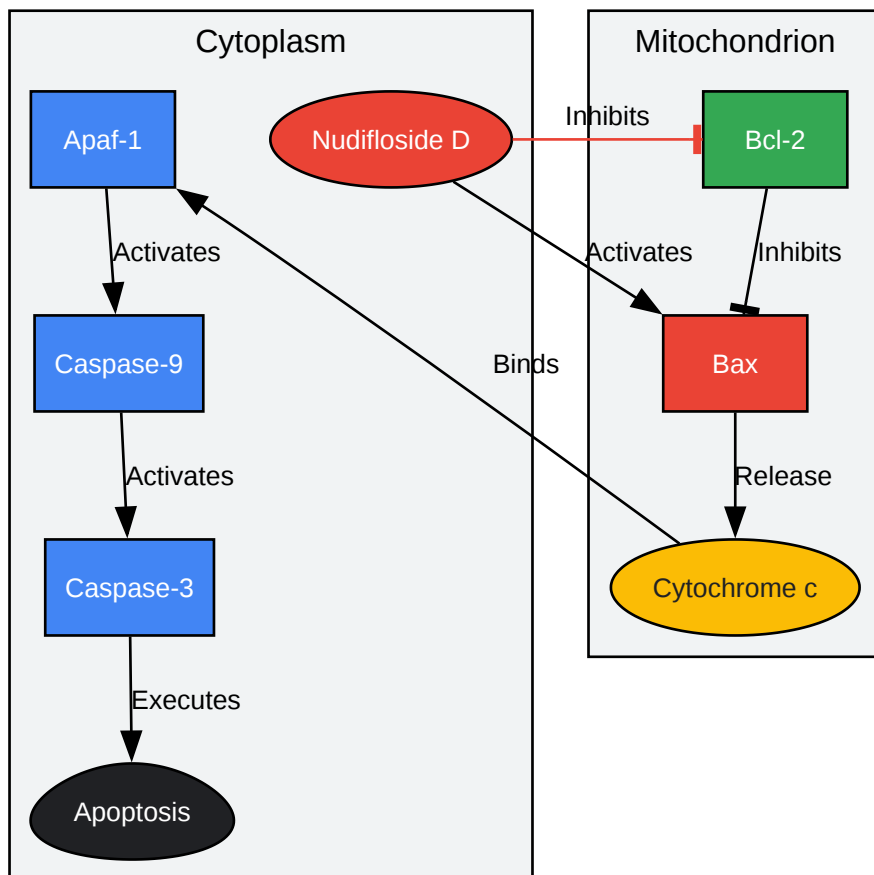 Cytoplasm
Mitochondrion
Apaf-1
Nudifloside D
Inhibits
Bcl-2
Activates
Activates
Inhibits
Caspase-9
Binds
Bax
Activates
Release
Caspase-3
Cytochrome c
Executes
Apoptosis